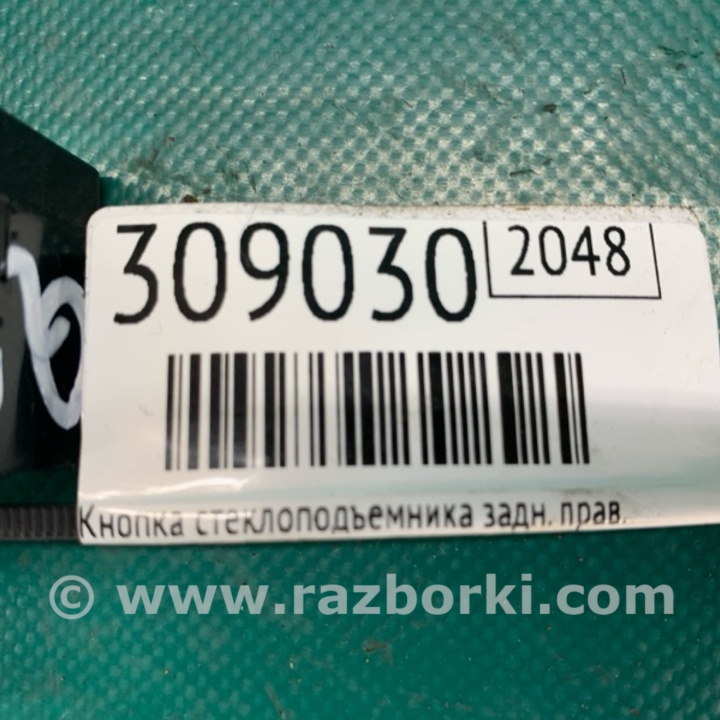 309030 2048
Кнопка стеклоподъемника задн. прав.
© www.razborki.com